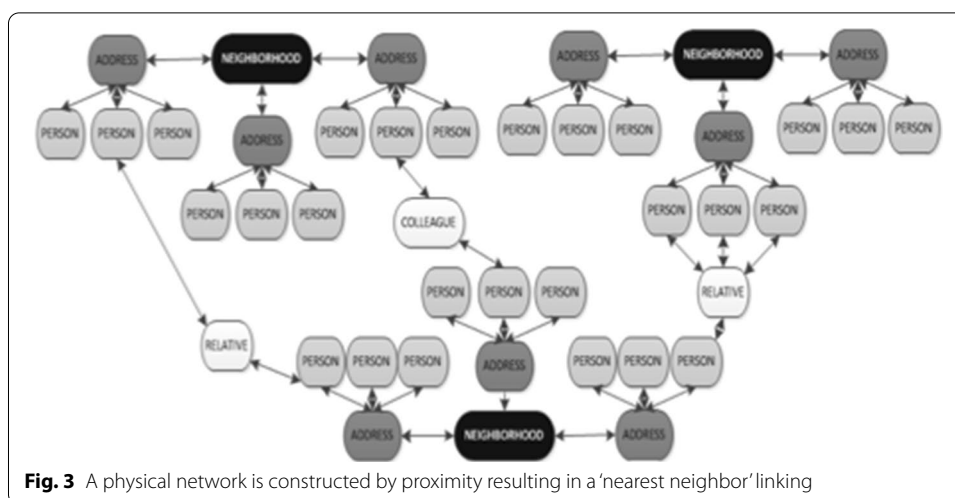 ADDRESS NEIGHBORHOOD ADDRESS ADDRESS NEIGHBORHOOD ADDRESS
PERSON PERSON PERSON ADDRESS PERSON PERSON PERSON PERSON PERSON PERSON ADDRESS PERSON PERSON PERSON
PERSON PERSON PERSON COLLEAGUE PERSON PERSON PERSON
PERSON PERSON PERSON RELATIVE
RELATIVE PERSON PERSON PERSON ADDRESS PERSON PERSON PERSON
ADDRESS NEIGHBORHOOD ADDRESS
Fig. 3 A physical network is constructed by proximity resulting in a 'nearest neighbor' linking